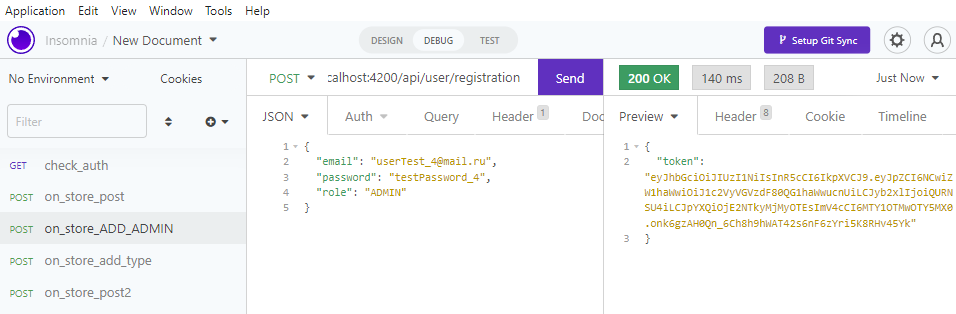 Application Edit View Window Tools Help
Insomnia / New Document DESIGN DEBUG TEST Setup Git Sync
No Environment Cookies POST calhost:4200/api/user/registration Send 200 OK 140 ms 208 B Just Now
Filter JSON Auth Query Header 1 Doc Preview Header 8 Cookie Timeline
GET check_auth
POST on_store_post
POST on_store_ADD_ADMIN
POST on_store_add_type
POST on_store_post2
1 {
2 "email": "userTest_4@mail.ru",
3 "password": "testPassword_4",
4 "role": "ADMIN"
5 }
1 {
2 "token":
"eyJhbGciOiJIUzI1NiIsInR5cCI6IkpXVCJ9.eyJpZCI6NCwiZ
W1haWwiOiJ1c2VyVGVzdF80QG1haWwucnUiLCJyb2xlIjoiQURN
SU4iLCJpYXQiOjE2NTkyMjMyOTEsImV4cCI6MTY1OTMwOTY5MX0
.onk6gzAH0Qn_6Ch8h9hWAT42s6nF6zYri5K8RHv45Yk"
3 }